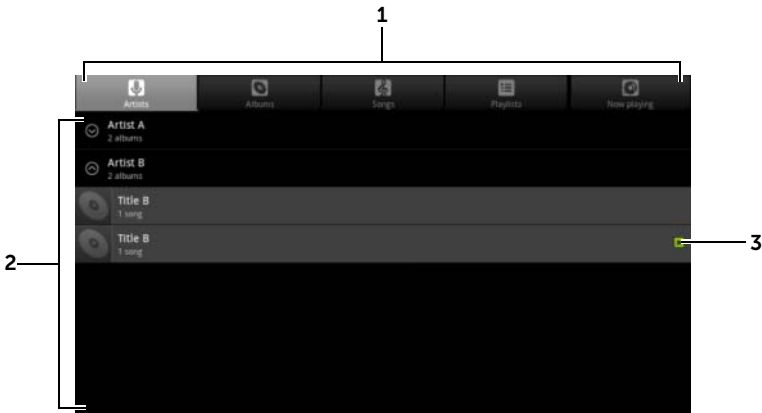 1
Artists Albums Songs Playlists Now playing
Artist A
2 albums
Artist B
2 albums
Title B
1 song
Title B
1 song
3
2